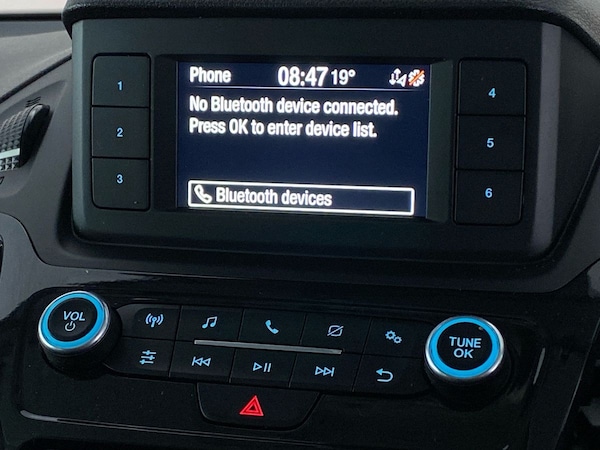 Phone 08:47 19°
No Bluetooth device connected.
Press OK to enter device list.
Bluetooth devices
1
2
3
4
5
6
VOL
TUNE
OK